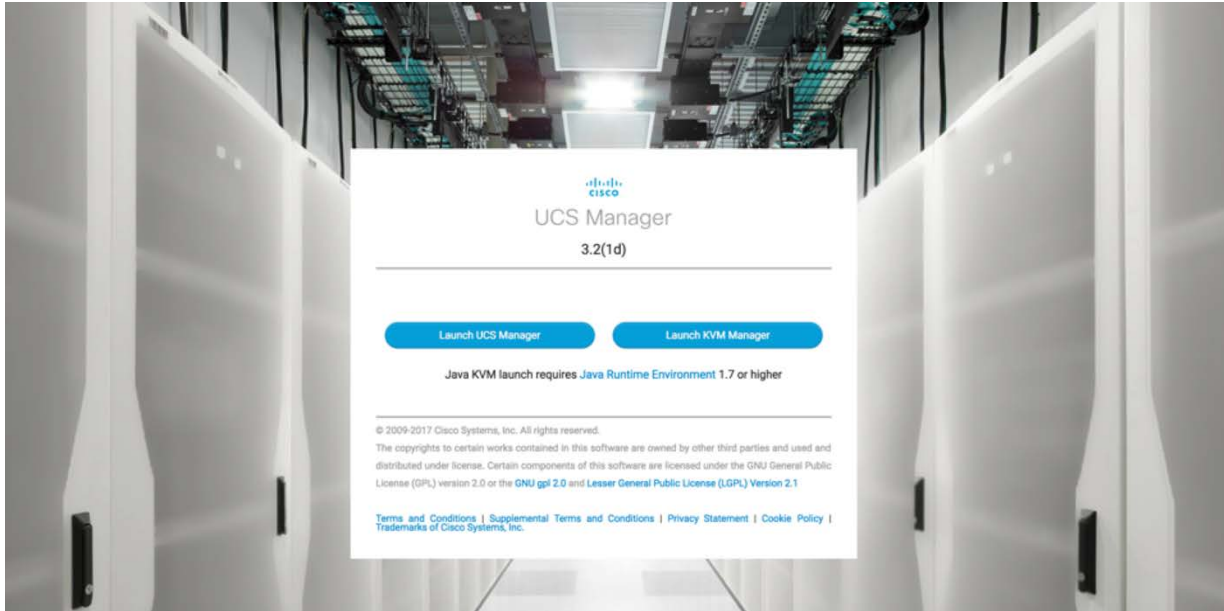 CISCO
UCS Manager
3.2(1d)
Launch UCS Manager
Launch KVM Manager
Java KVM launch requires Java Runtime Environment 1.7 or higher
© 2009-2017 Cisco Systems, Inc. All rights reserved.
The copyrights to certain works contained in this software are owned by other third parties and used and
distributed under license. Certain components of this software are licensed under the GNU General Public
License (GPL) version 2.0 or the GNU gpl 2.0 and Lesser General Public License (LGPL) Version 2.1
Terms and Conditions | Supplemental Terms and Conditions | Privacy Statement | Cookie Policy |
Trademarks of Cisco Systems, Inc.